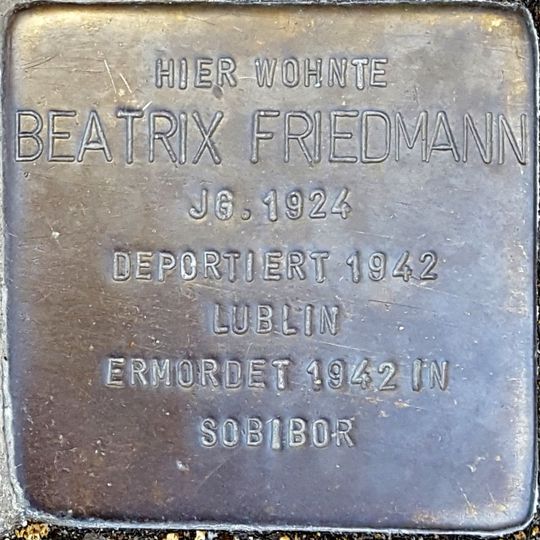 HIER WOHNTE
BEATRIX FRIEDMANN
JG. 1924
DEPORTIERT 1942
LUBLIN
ERMORDET 1942 IN
SOBIBOR